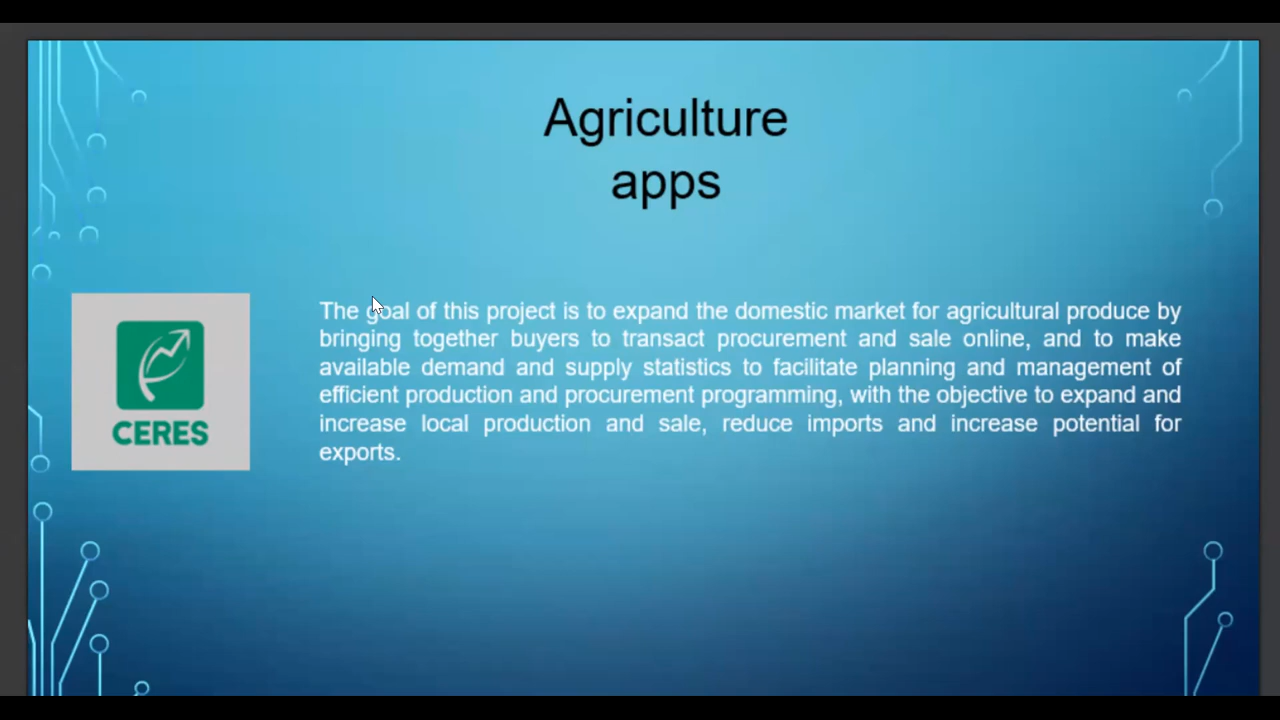 Agriculture
apps
The goal of this project is to expand the domestic market for agricultural produce by
bringing together buyers to transact procurement and sale online, and to make
available demand and supply statistics to facilitate planning and management of
efficient production and procurement programming, with the objective to expand and
increase local production and sale, reduce imports and increase potential for
exports.
CERES